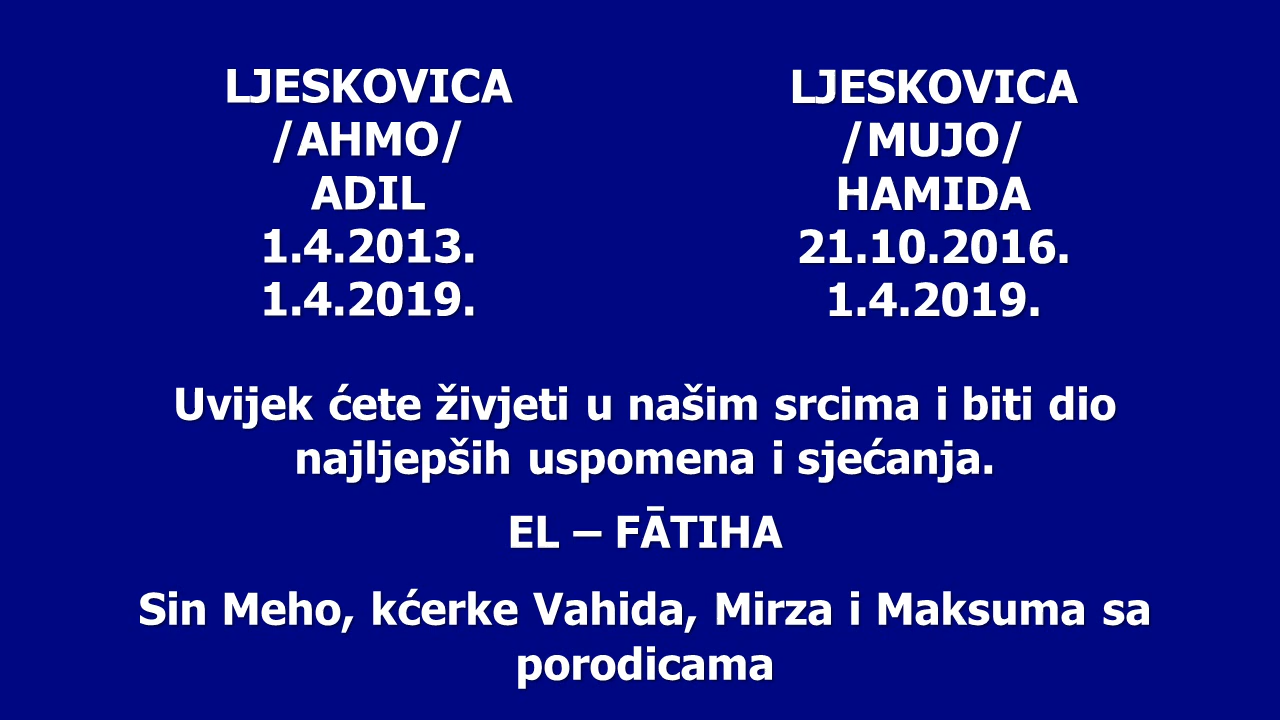 LJESKOVICA
/AHMO/
ADIL
1.4.2013.
1.4.2019.
LJESKOVICA
/MUJO/
HAMIDA
21.10.2016.
1.4.2019.
Uvijek ćete živjeti u našim srcima i biti dio
najljepših uspomena i sjećanja.
EL – FĀTIHA
Sin Meho, kćerke Vahida, Mirza i Maksuma sa
porodicama